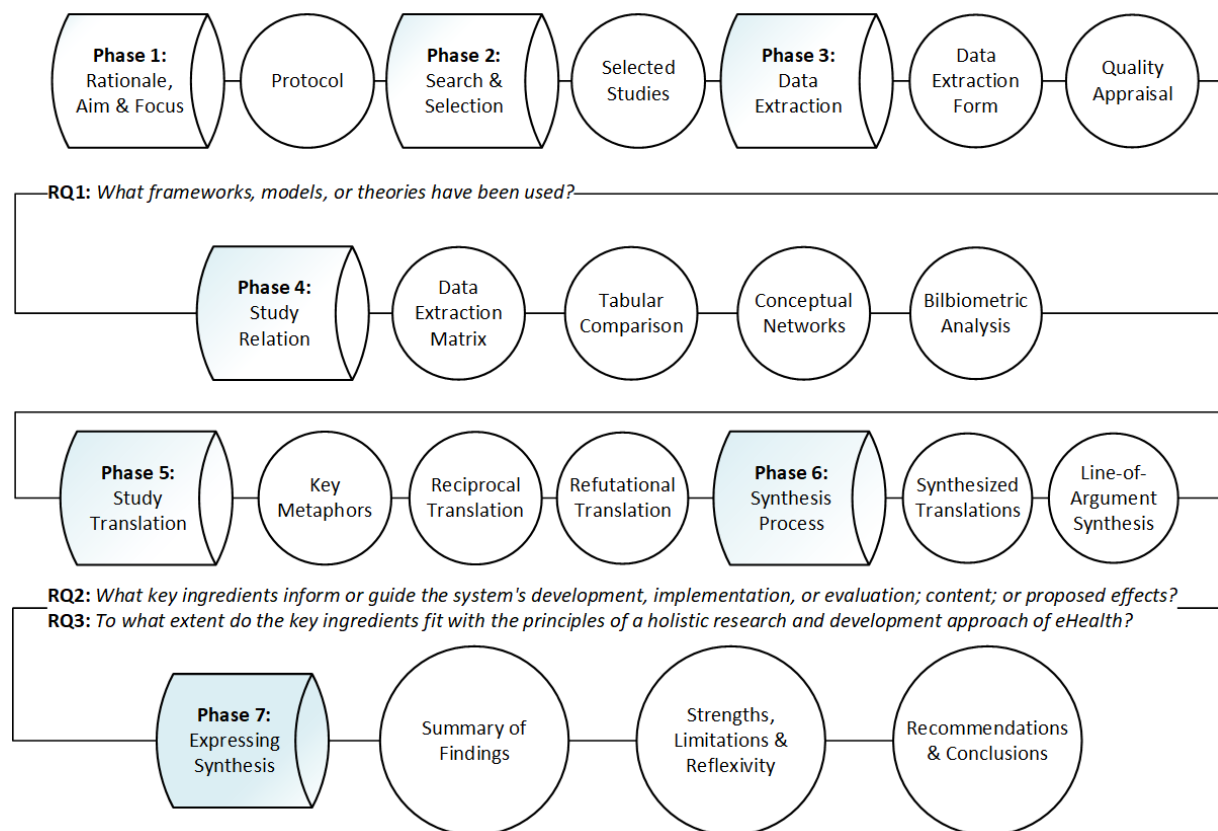 Phase 1:
Rationale,
Aim & Focus
Protocol
Phase 2:
Search &
Selection
Selected
Studies
Phase 3:
Data
Extraction
Data
Extraction
Form
Quality
Appraisal
RQ1: What frameworks, models, or theories have been used?
Phase 4:
Study
Relation
Data
Extraction
Matrix
Tabular
Comparison
Conceptual
Networks
Bilbiometric
Analysis
Phase 5:
Study
Translation
Key
Metaphors
Reciprocal
Translation
Refutational
Translation
Phase 6:
Synthesis
Process
Synthesized
Translations
Line-of-
Argument
Synthesis
RQ2: What key ingredients inform or guide the system's development, implementation, or evaluation; content; or proposed effects?
RQ3: To what extent do the key ingredients fit with the principles of a holistic research and development approach of eHealth?
Phase 7:
Expressing
Synthesis
Summary of
Findings
Strengths,
Limitations &
Reflexivity
Recommendations
& Conclusions